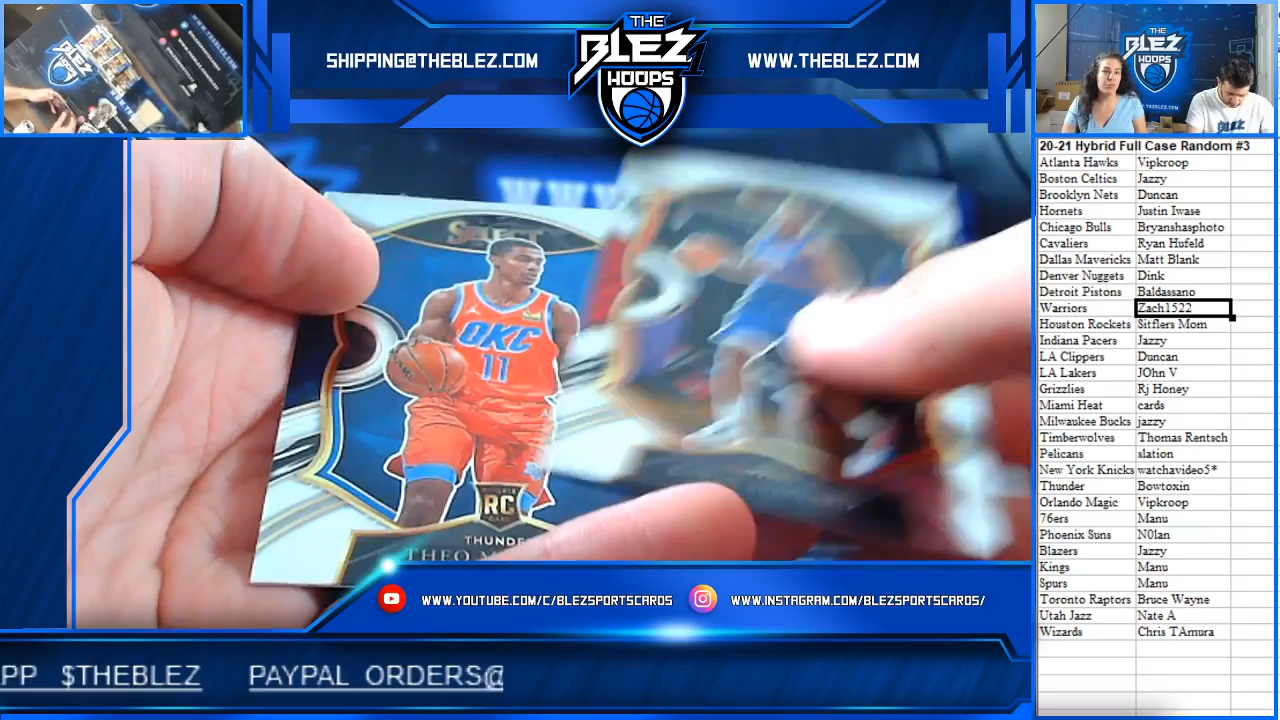 SHIPPING@THEBLEZ.COM
THE
BLEZ
HOOPS
WWW.THEBLEZ.COM
THE
BLEZ
20-21 Hybrid Full Case Random #3
Atlanta Hawks Vipkroop
Boston Celtics Jazzy
Brooklyn Nets Duncan
Hornets Justin Iwase
Chicago Bulls Bryanshasphoto
Cavaliers Ryan Hufeld
Dallas Mavericks Matt Blank
Denver Nuggets Dink
Detroit Pistons Baldassano
Warriors Zach1522
Houston Rockets Sitflers Mom
Indiana Pacers Jazzy
LA Clippers Duncan
LA Lakers JOhn V
Grizzlies Rj Honey
Miami Heat cards
Milwaukee Bucks jazzy
Timberwolves Thomas Rentsch
Pelicans slation
New York Knicks watchavideo5*
Thunder Bowtoxin
Orlando Magic Vipkroop
76ers Manu
Phoenix Suns N0lan
Blazers Jazzy
Kings Manu
Spurs Manu
Toronto Raptors Bruce Wayne
Utah Jazz Nate A
Wizards Chris TAmura
SELECT
OKC
11
RC
THUNDE
THEO M
WWW.YOUTUBE.COM/C/BLEZSPORTSCARDS
WWW.INSTAGRAM.COM/BLEZSPORTSCARDS/
PP $THEBLEZ PAYPAL ORDERS@